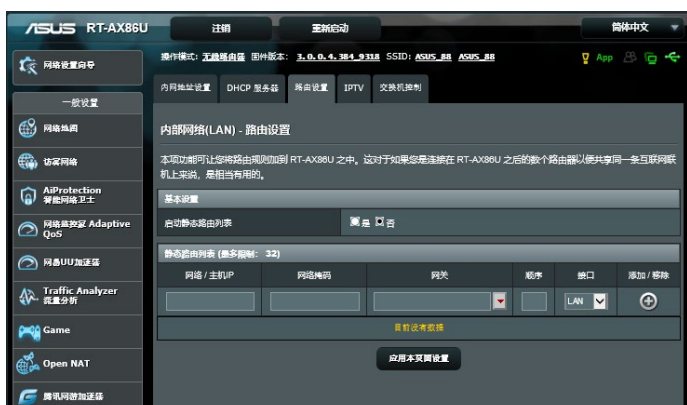 ASUS RT-AX86U
注销
重新启动
简体中文
操作模式: 无线路由器 固件版本: 3.0.0.4.384_9318 SSID: ASUS_88 ASUS_88
App
网络设置向导
一般设置
网络地图
访客网络
AiProtection
智能网络卫士
网络监控家 Adaptive
QoS
网易UU加速器
Traffic Analyzer
流量分析
Game
Open NAT
腾讯网游加速器
内网地址设置
DHCP 服务器
路由设置
IPTV
交换机控制
内部网络(LAN) - 路由设置
本项功能可让您将路由规则加到 RT-AX86U 之中。这对于如果您是连接在 RT-AX86U 之后的数个路由器以便共享同一条互联网联
机上来说，是相当有用的。
基本设置
启动静态路由列表
是 否
静态路由列表 (最多限制: 32)
网络 / 主机IP
网络掩码
网关
顺序
接口
添加 / 移除
LAN
目前没有数据
应用本页面设置